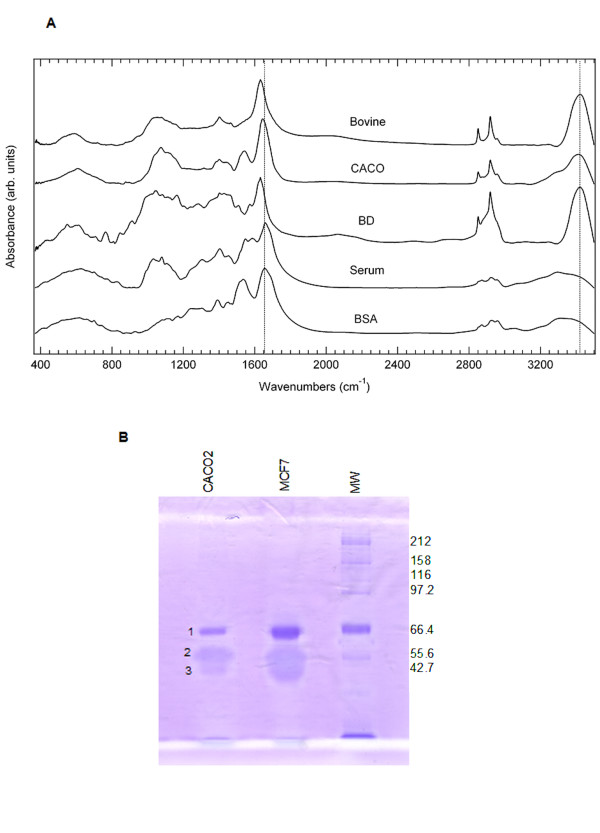 A
Absorbance (arb. units)
Bovine
CACO
BD
Serum
BSA
400 800 1200 1600 2000 2400 2800 3200
Wavenumbers (cm-1)
B
CACO2 MCF7 MW
212
158
116
97.2
1 66.4
2 55.6
3 42.7